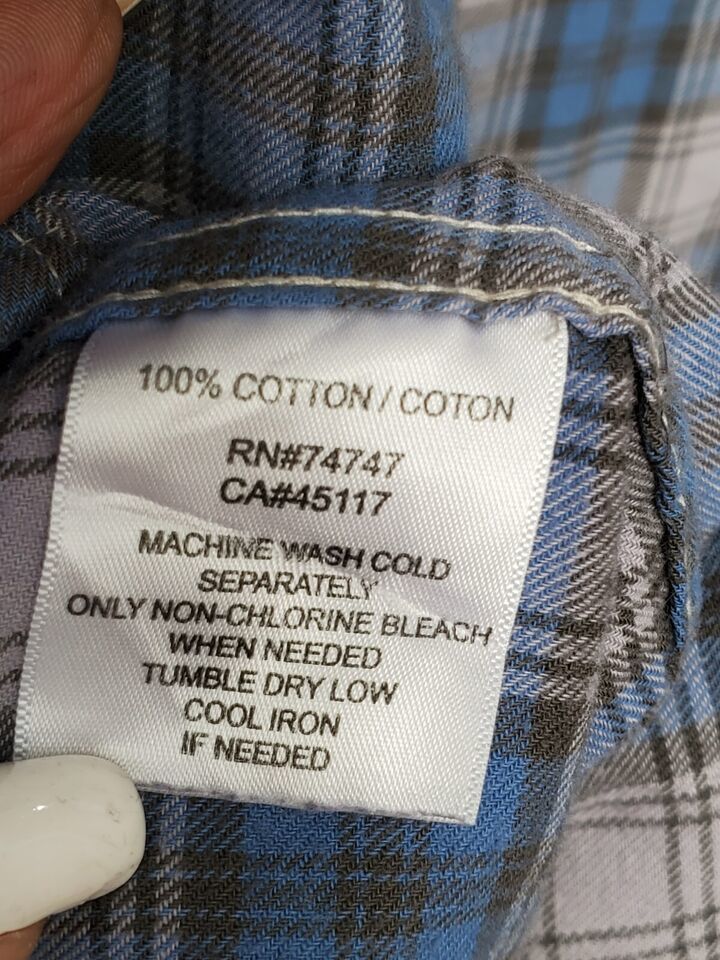 100% COTTON / COTON
RN#74747
CA#45117
MACHINE WASH COLD
SEPARATELY
ONLY NON-CHLORINE BLEACH
WHEN NEEDED
TUMBLE DRY LOW
COOL IRON
IF NEEDED